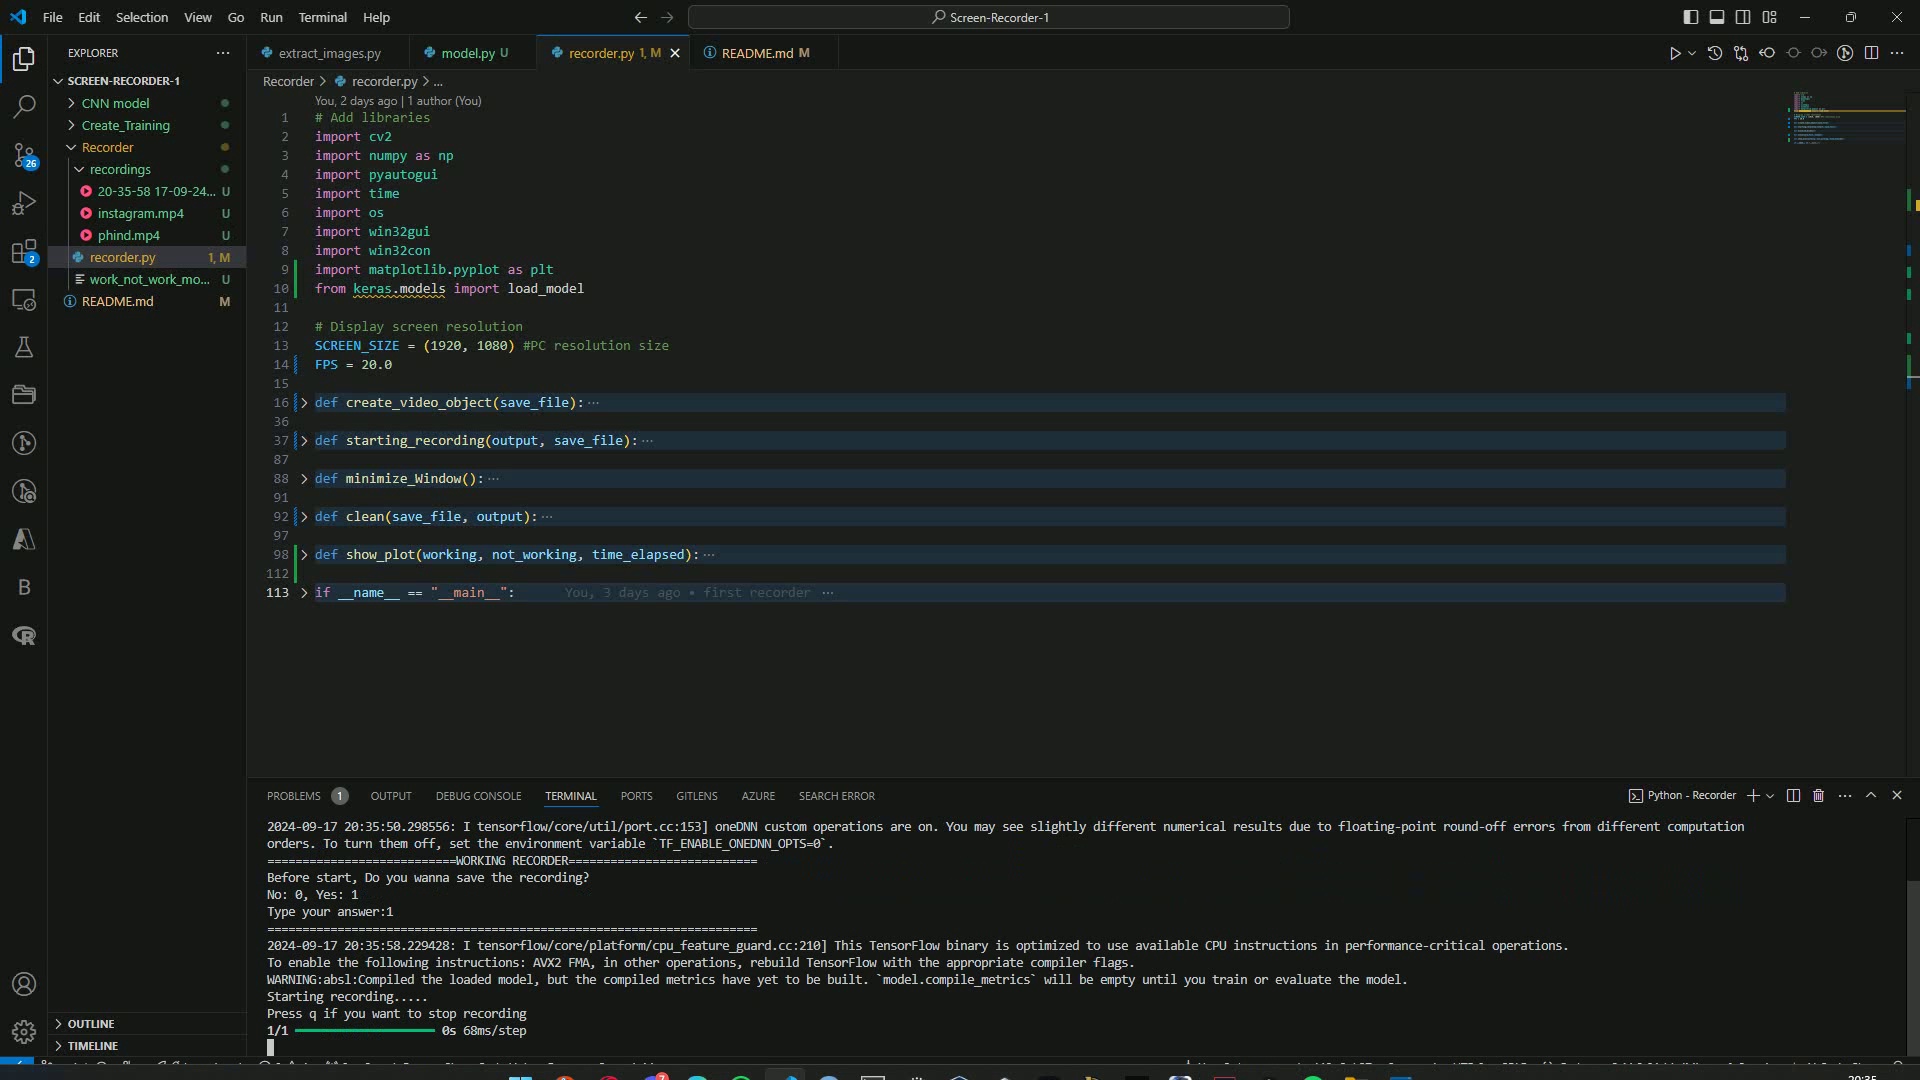 File Edit Selection View Go Run Terminal Help
Screen-Recorder-1
EXPLORER
SCREEN-RECORDER-1
CNN model
Create_Training
Recorder
recordings
20-35-58 17-09-24... U
instagram.mp4 U
phind.mp4 U
recorder.py 1, M
work_not_work_mo... U
README.md M
26
2
OUTLINE
TIMELINE
extract_images.py
model.py U
recorder.py 1, M
README.md M
Recorder > recorder.py > ...
You, 2 days ago | 1 author (You)
1 # Add libraries
2 import cv2
3 import numpy as np
4 import pyautogui
5 import time
6 import os
7 import win32gui
8 import win32con
9 import matplotlib.pyplot as plt
10 from keras.models import load_model
11
12 # Display screen resolution
13 SCREEN_SIZE = (1920, 1080) #PC resolution size
14 FPS = 20.0
15
16 def create_video_object(save_file): ...
36
37 def starting_recording(output, save_file): ...
87
88 def minimize_Window(): ...
91
92 def clean(save_file, output): ...
97
98 def show_plot(working, not_working, time_elapsed): ...
112
113 if __name__ == "__main__": You, 3 days ago • first recorder ...
PROBLEMS 1 OUTPUT DEBUG CONSOLE TERMINAL PORTS GITLENS AZURE SEARCH ERROR
Python - Recorder
2024-09-17 20:35:50.298556: I tensorflow/core/util/port.cc:153] oneDNN custom operations are on. You may see slightly different numerical results due to floating-point round-off errors from different computation
orders. To turn them off, set the environment variable `TF_ENABLE_ONEDNN_OPTS=0`.
===========================WORKING RECORDER===========================
Before start, Do you wanna save the recording?
No: 0, Yes: 1
Type your answer:1
======================================================================
2024-09-17 20:35:58.229428: I tensorflow/core/platform/cpu_feature_guard.cc:210] This TensorFlow binary is optimized to use available CPU instructions in performance-critical operations.
To enable the following instructions: AVX2 FMA, in other operations, rebuild TensorFlow with the appropriate compiler flags.
WARNING:absl:Compiled the loaded model, but the compiled metrics have yet to be built. `model.compile_metrics` will be empty until you train or evaluate the model.
Starting recording.....
Press q if you want to stop recording
1/1 0s 68ms/step